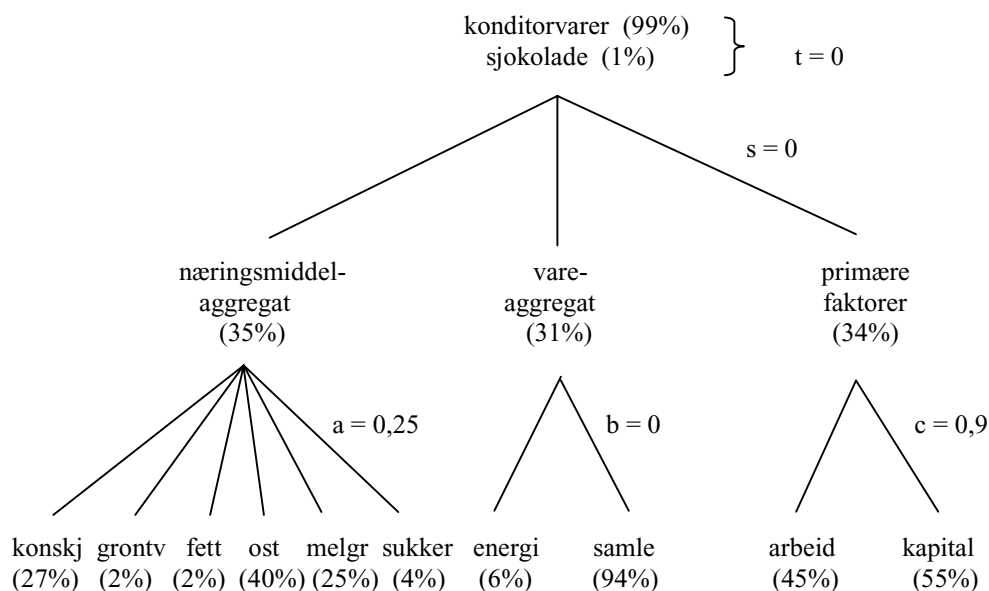 konditorvarer (99%)
sjokolade (1%)
t = 0
s = 0
næringsmiddel-
aggregat
(35%)
vare-
aggregat
(31%)
primære
faktorer
(34%)
a = 0,25
b = 0
c = 0,9
konskj grontv fett ost melgr sukker energi samle arbeid kapital
(27%) (2%) (2%) (40%) (25%) (4%) (6%) (94%) (45%) (55%)